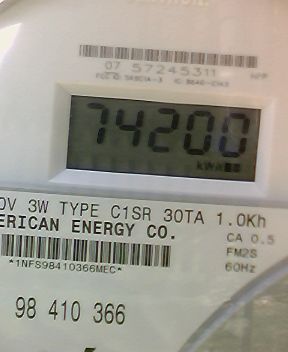 07 57245311
74200
0V 3W TYPE C1SR 30TA 1.0Kh
ERICAN ENERGY CO.
CA 0.5
FM2S
*1NFS98410366MEC*
60Hz
98 410 366